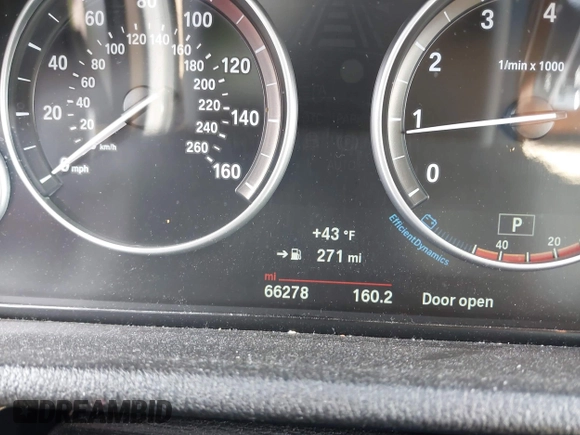 60 80 100
40 80 100 120 140 160 180 120
60 200
20 40 220 140
20 240
0 km/h 260 160
mph
3 4
2 1/min x 1000
1
0
P
EfficientDynamics
40 20
+43 °F
271 mi
mi
66278 160.2 Door open
DREAMBID